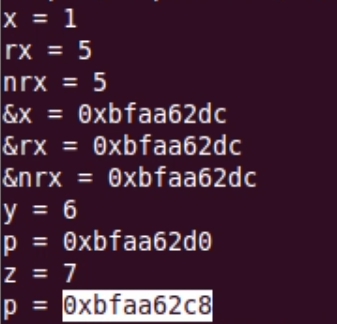 x = 1
rx = 5
nrx = 5
&x = 0xbfaa62dc
&rx = 0xbfaa62dc
&nrx = 0xbfaa62dc
y = 6
p = 0xbfaa62d0
z = 7
p = 0xbfaa62c8